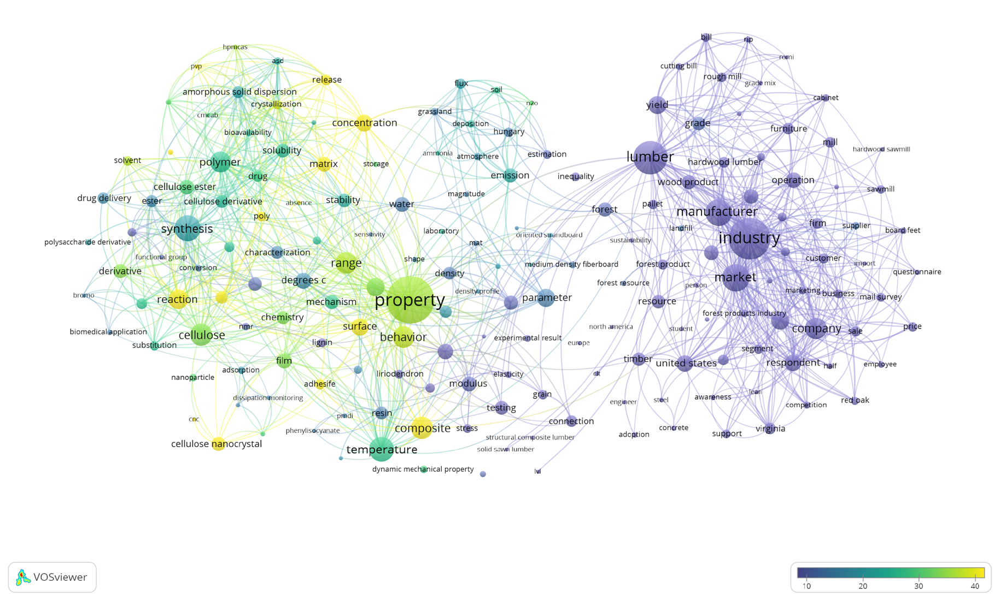 hpmcas
asd
pvp
release
amorphous solid dispersion
crystallization
cmcab
concentration
bioavailability
solubility
solvent
polymer
matrix
storage
drug
cellulose ester
drug delivery
ester
cellulose derivative
absence
stability
poly
synthesis
polysaccharide derivative
functional group
characterization
conversion
derivative
range
degrees c
bromo
reaction
mechanism
chemistry
biomedical application
nmr
cellulose
substitution
lignin
surface
film
adsorption
nanoparticle
adhesife
dissipation monitoring
cnc
cellulose nanocrystal
flux
soil
n2o
grassland
deposition
hungary
ammonia
atmosphere
estimation
emission
inequality
magnitude
water
forest
laboratory
sensitivity
mat
oriented strandboard
shape
density
medium density fiberboard
density profile
property
parameter
behavior
experimental result
europe
north america
liriodendron
elasticity
modulus
grain
clt
testing
resin
pmdi
phenylisocyanate
composite
stress
connection
structural composite lumber
solid sawn lumber
temperature
dynamic mechanical property
lvl
bill
rip
romi
cutting bill
rough mill
grade mix
cabinet
yield
grade
furniture
mill
hardwood sawmill
lumber
hardwood lumber
wood product
operation
sawmill
pallet
manufacturer
landfill
firm
supplier
board feet
sustainability
industry
forest product
customer
import
questionnaire
forest resource
person
market
marketing
business
mail survey
resource
forest products industry
student
company
sale
price
segment
timber
united states
respondent
half
employee
engineer
steel
awareness
lean
competition
red oak
adoption
concrete
support
virginia
VOSviewer
10 20 30 40